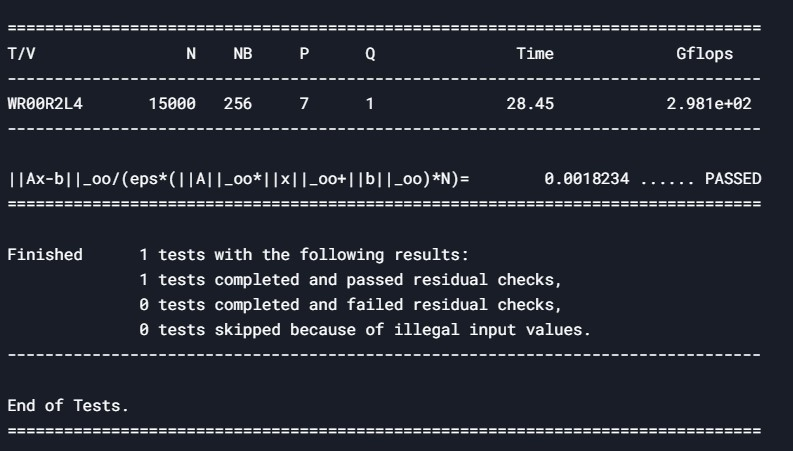 ================================================================================
T/V                N    NB     P     Q               Time             Gflops
--------------------------------------------------------------------------------
WR00R2L4       15000   256     7     1              28.45          2.981e+02
--------------------------------------------------------------------------------
||Ax-b||_oo/(eps*(||A||_oo*||x||_oo+||b||_oo)*N)=        0.0018234 ...... PASSED
================================================================================
Finished      1 tests with the following results:
              1 tests completed and passed residual checks,
              0 tests completed and failed residual checks,
              0 tests skipped because of illegal input values.
--------------------------------------------------------------------------------
End of Tests.
================================================================================